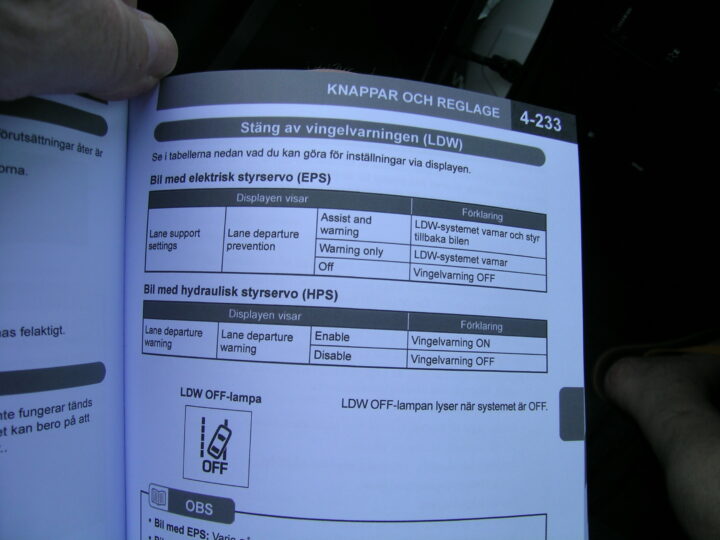 KNAPPAR OCH REGLAGE
4-233
Stäng av vingelvarningen (LDW)
Se i tabellerna nedan vad du kan göra för inställningar via displayen.
Bil med elektrisk styrservo (EPS)
Displayen visar
Förklaring
Lane support
settings
Lane departure
prevention
Assist and
warning
LDW-systemet varnar och styr
tillbaka bilen
Warning only
LDW-systemet varnar
Off
Vingelvarning OFF
Bil med hydraulisk styrservo (HPS)
Displayen visar
Förklaring
Lane departure
warning
Lane departure
warning
Enable
Vingelvarning ON
Disable
Vingelvarning OFF
LDW OFF-lampa
LDW OFF-lampan lyser när systemet är OFF.
OFF
OBS
• Bil med EPS:
förutsättningar åter är
felaktigt.
fungerar tänds
kan bero på att